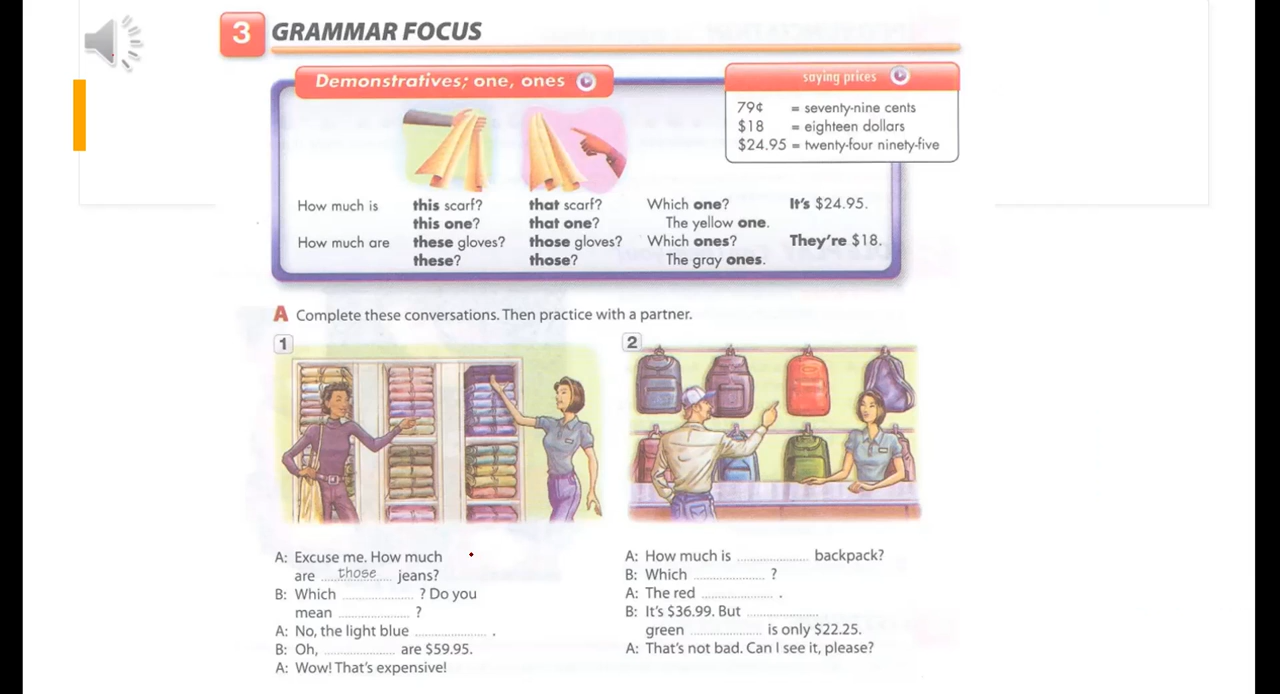 3 GRAMMAR FOCUS
Demonstratives; one, ones
saying prices
79¢ = seventy-nine cents
$18 = eighteen dollars
$24.95 = twenty-four ninety-five
How much is this scarf? that scarf? Which one? It's $24.95.
this one? that one? The yellow one.
How much are these gloves? those gloves? Which ones? They're $18.
these? those? The gray ones.
A Complete these conversations. Then practice with a partner.
1
A: Excuse me. How much
are those jeans?
B: Which ............... ? Do you
mean ............... ?
A: No, the light blue ............... .
B: Oh, ............... are $59.95.
A: Wow! That's expensive!
2
A: How much is ............... backpack?
B: Which ............... ?
A: The red ............... .
B: It's $36.99. But ...............
green ............... is only $22.25.
A: That's not bad. Can I see it, please?